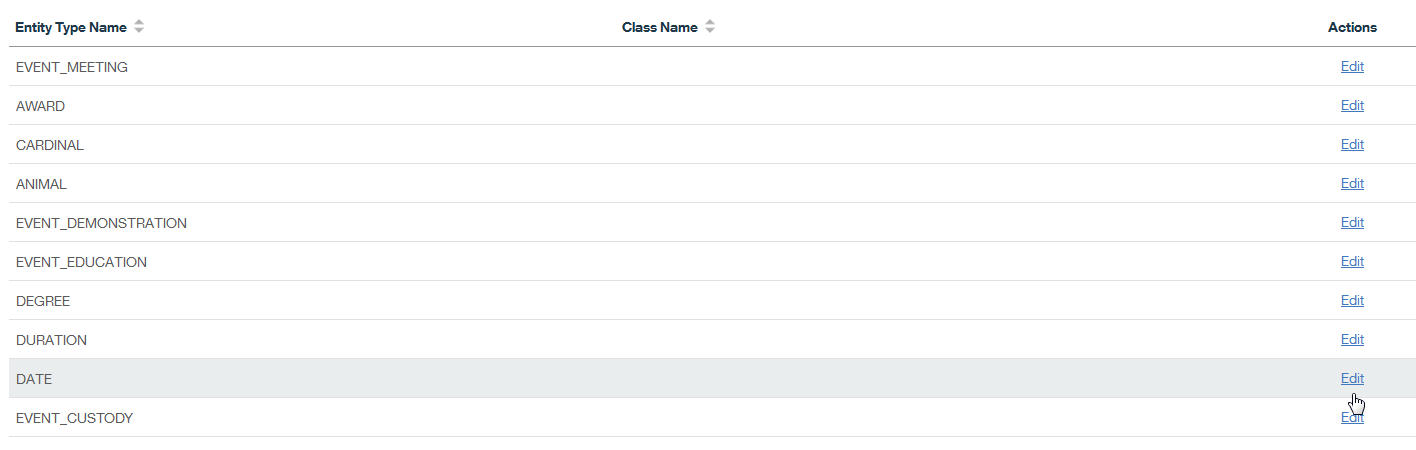 Entity Type Name Class Name Actions
EVENT_MEETING Edit
AWARD Edit
CARDINAL Edit
ANIMAL Edit
EVENT_DEMONSTRATION Edit
EVENT_EDUCATION Edit
DEGREE Edit
DURATION Edit
DATE Edit
EVENT_CUSTODY Edit